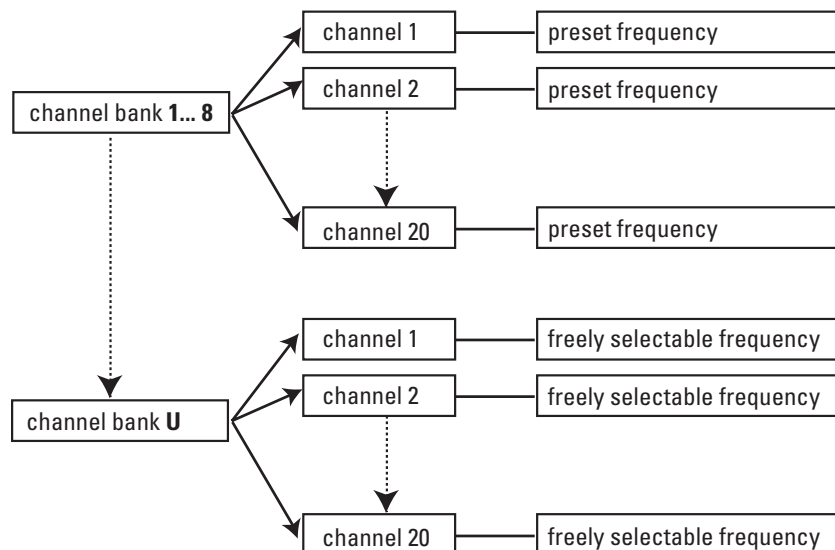 channel 1 preset frequency
channel 2 preset frequency
channel bank 1... 8
channel 20 preset frequency
channel 1 freely selectable frequency
channel 2 freely selectable frequency
channel bank U
channel 20 freely selectable frequency